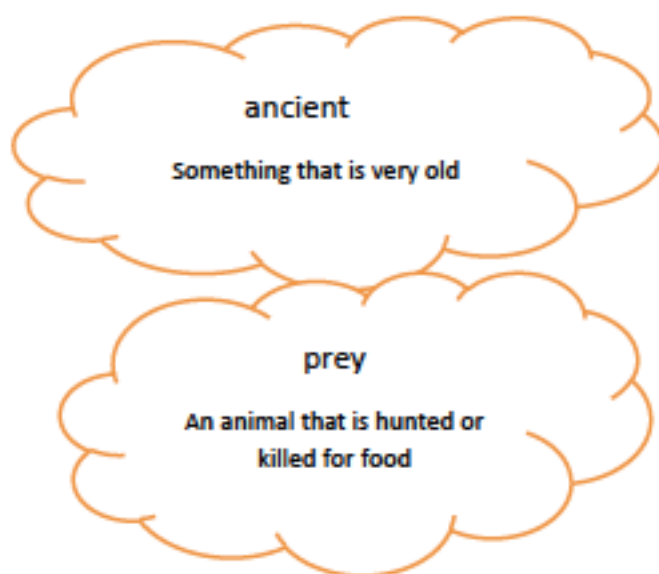 ancient
Something that is very old
prey
An animal that is hunted or
killed for food